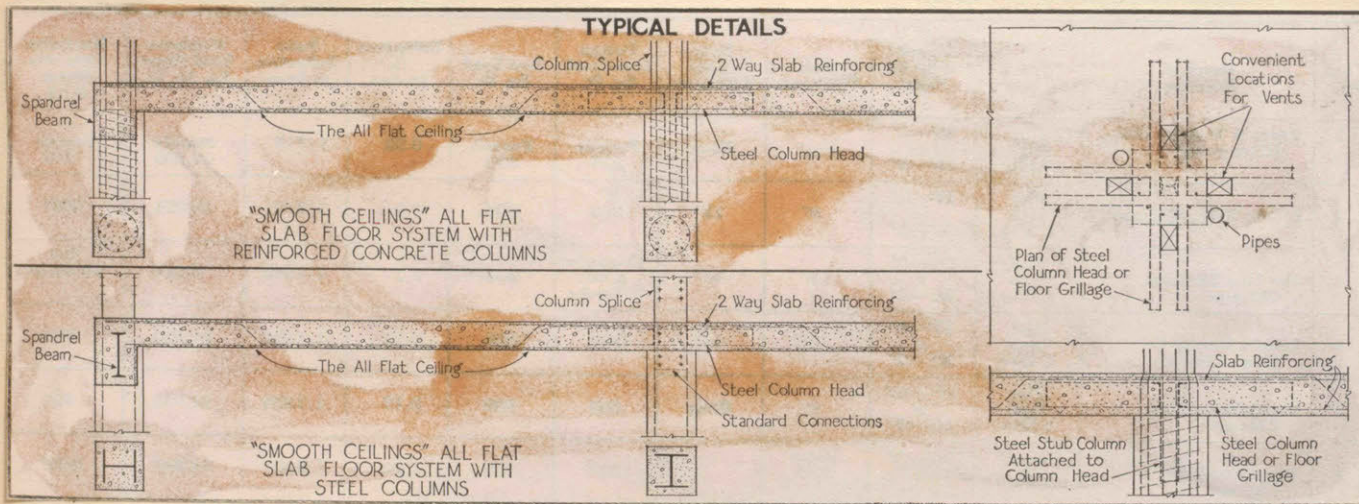 TYPICAL DETAILS
Column Splice
2 Way Slab Reinforcing
Spandrel
Beam
The All Flat Ceiling
Steel Column Head
"SMOOTH CEILINGS" ALL FLAT
SLAB FLOOR SYSTEM WITH
REINFORCED CONCRETE COLUMNS
Column Splice
2 Way Slab Reinforcing
Spandrel
Beam
The All Flat Ceiling
Steel Column Head
Standard Connections
"SMOOTH CEILINGS" ALL FLAT
SLAB FLOOR SYSTEM WITH
STEEL COLUMNS
Convenient
Locations
For Vents
Pipes
Plan of Steel
Column Head or
Floor Grillage
Slab Reinforcing
Steel Stub Column
Attached to
Column Head
Steel Column
Head or Floor
Grillage